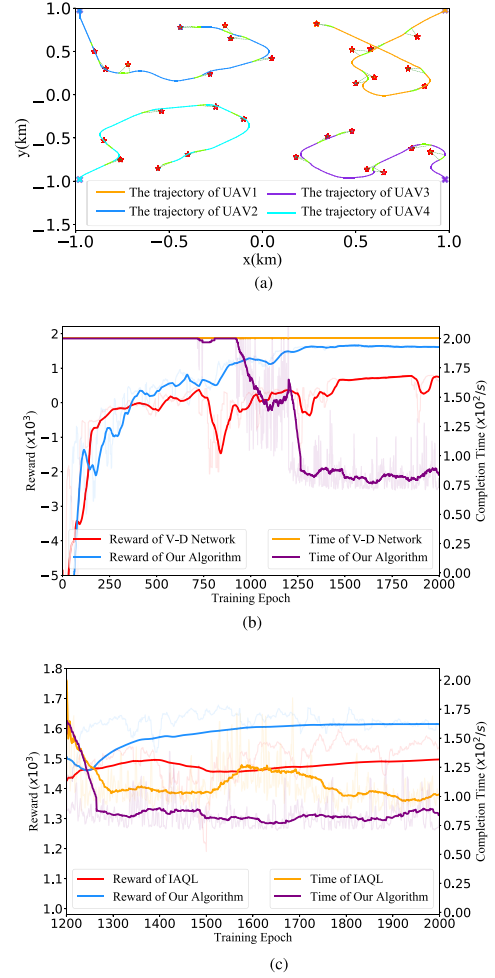 (a)
y(km)
1.0
0.5
0.0
−0.0
−0.5
−1.0
−1.5
The trajectory of UAV1
The trajectory of UAV3
The trajectory of UAV2
The trajectory of UAV4
−1.0
−0.5
0.0
0.5
1.0
x(km)
(a)
2
1
0
−1
−2
−3
−4
−5
Reward (x10³)
2.00
1.75
1.50
1.25
1.00
0.75
0.50
0.25
0.00
Completion Time (x10²/s)
Reward of V-D Network
Time of V-D Network
Reward of Our Algorithm
Time of Our Algorithm
0
250
500
750
1000
1250
1500
1750
2000
Training Epoch
(b)
1.8
1.7
1.6
1.5
1.4
1.3
1.2
1.1
1.0
Reward (x10³)
2.00
1.75
1.50
1.25
1.00
0.75
0.50
0.25
0.00
Completion Time (x10²/s)
Reward of IAQL
Time of IAQL
Reward of Our Algorithm
Time of Our Algorithm
1200
1300
1400
1500
1600
1700
1800
1900
2000
Training Epoch
(c)